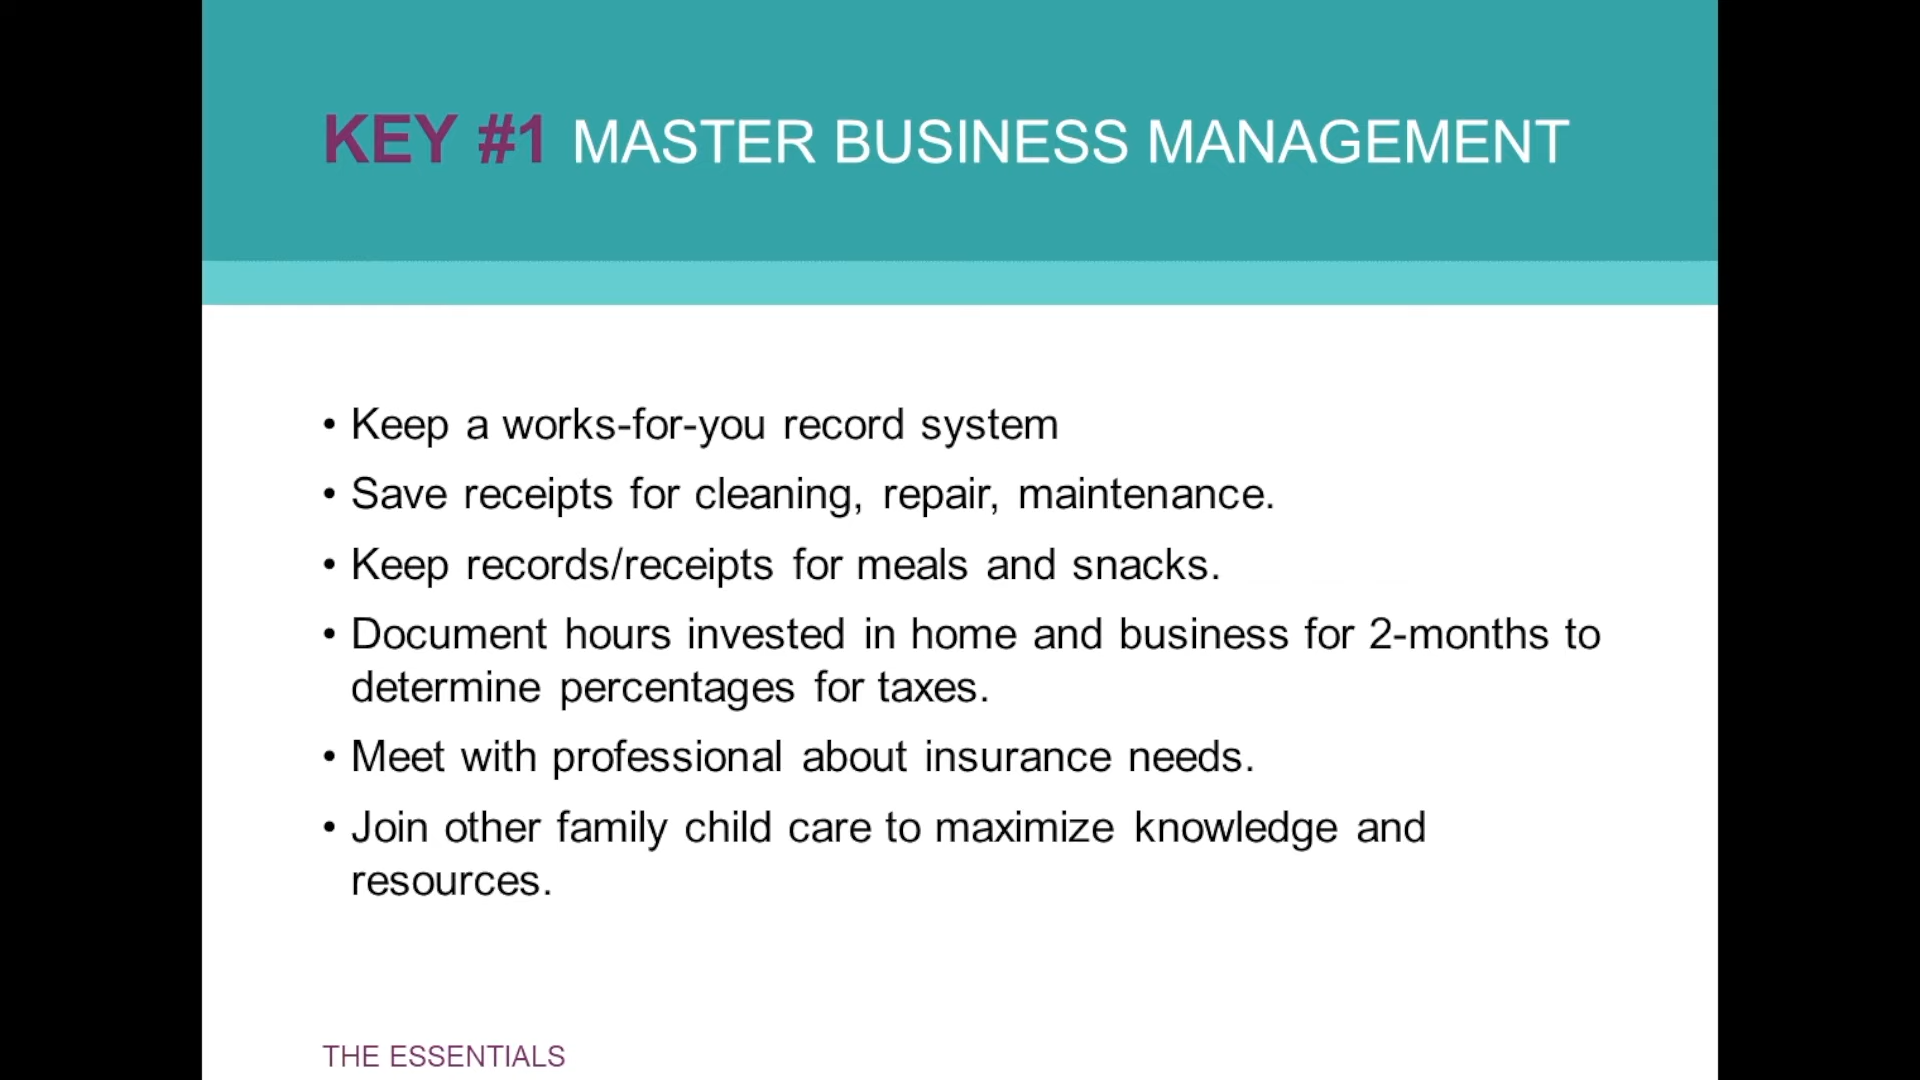 KEY #1 MASTER BUSINESS MANAGEMENT
• Keep a works-for-you record system
• Save receipts for cleaning, repair, maintenance.
• Keep records/receipts for meals and snacks.
• Document hours invested in home and business for 2-months to
determine percentages for taxes.
• Meet with professional about insurance needs.
• Join other family child care to maximize knowledge and
resources.
THE ESSENTIALS